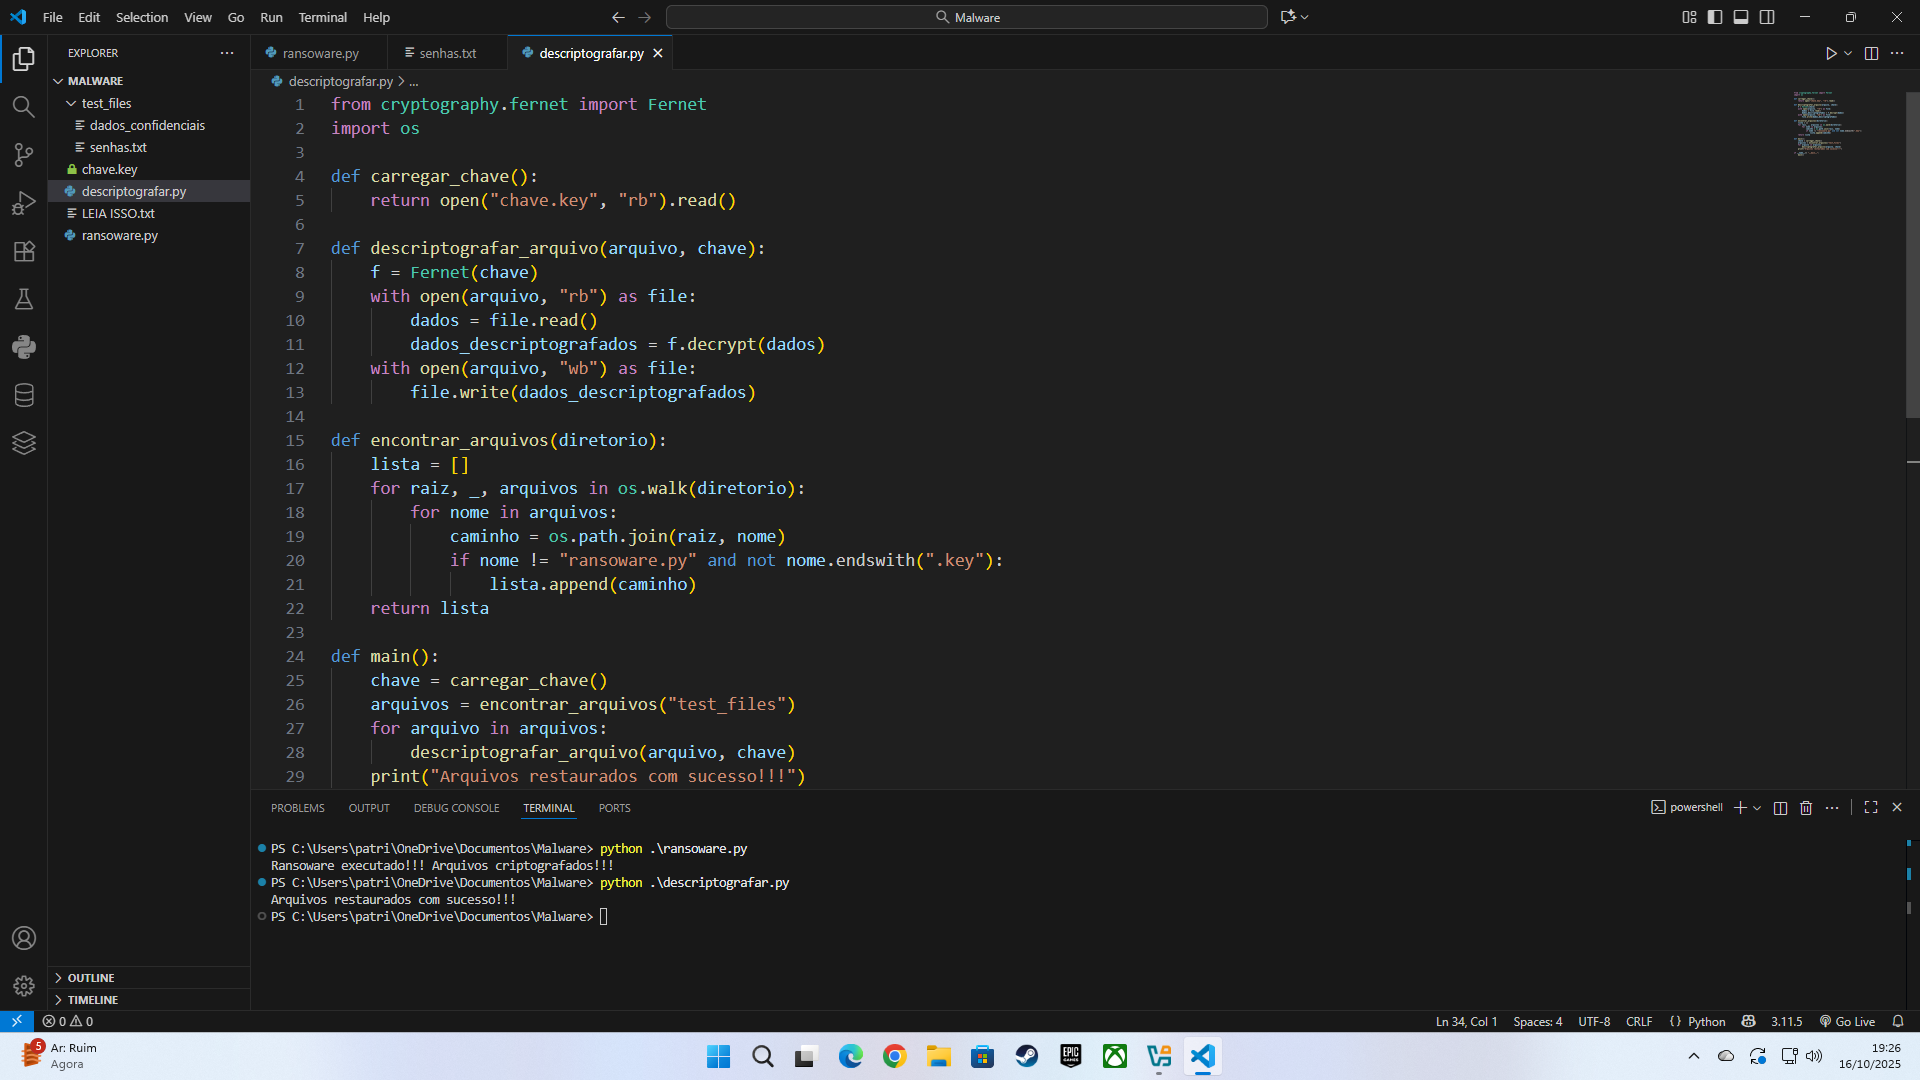 File Edit Selection View Go Run Terminal Help
Malware
EXPLORER
ransoware.py senhas.txt descriptografar.py
MALWARE
descriptografar.py > ...
test_files
dados_confidenciais
senhas.txt
chave.key
descriptografar.py
LEIA ISSO.txt
ransoware.py
1 from cryptography.fernet import Fernet
2 import os
3
4 def carregar_chave():
5 return open("chave.key", "rb").read()
6
7 def descriptografar_arquivo(arquivo, chave):
8 f = Fernet(chave)
9 with open(arquivo, "rb") as file:
10 dados = file.read()
11 dados_descriptografados = f.decrypt(dados)
12 with open(arquivo, "wb") as file:
13 file.write(dados_descriptografados)
14
15 def encontrar_arquivos(diretorio):
16 lista = []
17 for raiz, _, arquivos in os.walk(diretorio):
18 for nome in arquivos:
19 caminho = os.path.join(raiz, nome)
20 if nome != "ransoware.py" and not nome.endswith(".key"):
21 lista.append(caminho)
22 return lista
23
24 def main():
25 chave = carregar_chave()
26 arquivos = encontrar_arquivos("test_files")
27 for arquivo in arquivos:
28 descriptografar_arquivo(arquivo, chave)
29 print("Arquivos restaurados com sucesso!!!")
PROBLEMS OUTPUT DEBUG CONSOLE TERMINAL PORTS
powershell
PS C:\Users\patri\OneDrive\Documentos\Malware> python .\ransoware.py
Ransoware executado!!! Arquivos criptografados!!!
PS C:\Users\patri\OneDrive\Documentos\Malware> python .\descriptografar.py
Arquivos restaurados com sucesso!!!
PS C:\Users\patri\OneDrive\Documentos\Malware>
OUTLINE
TIMELINE
0 0
Ln 34, Col 1 Spaces: 4 UTF-8 CRLF { } Python 3.11.5 Go Live
5
Ar: Ruim
Agora
EPIC GAMES
19:26
16/10/2025